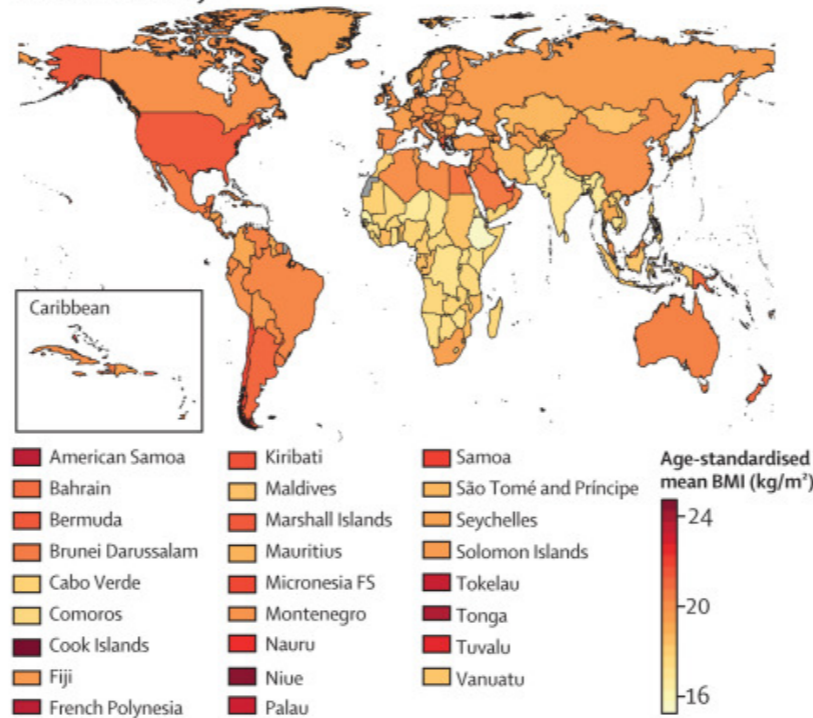 Caribbean
American Samoa
Bahrain
Bermuda
Brunei Darussalam
Cabo Verde
Comoros
Cook Islands
Fiji
French Polynesia
Kiribati
Maldives
Marshall Islands
Mauritius
Micronesia FS
Montenegro
Nauru
Niue
Palau
Samoa
São Tomé and Príncipe
Seychelles
Solomon Islands
Tokelau
Tonga
Tuvalu
Vanuatu
Age-standardised
mean BMI (kg/m²)
24
20
16